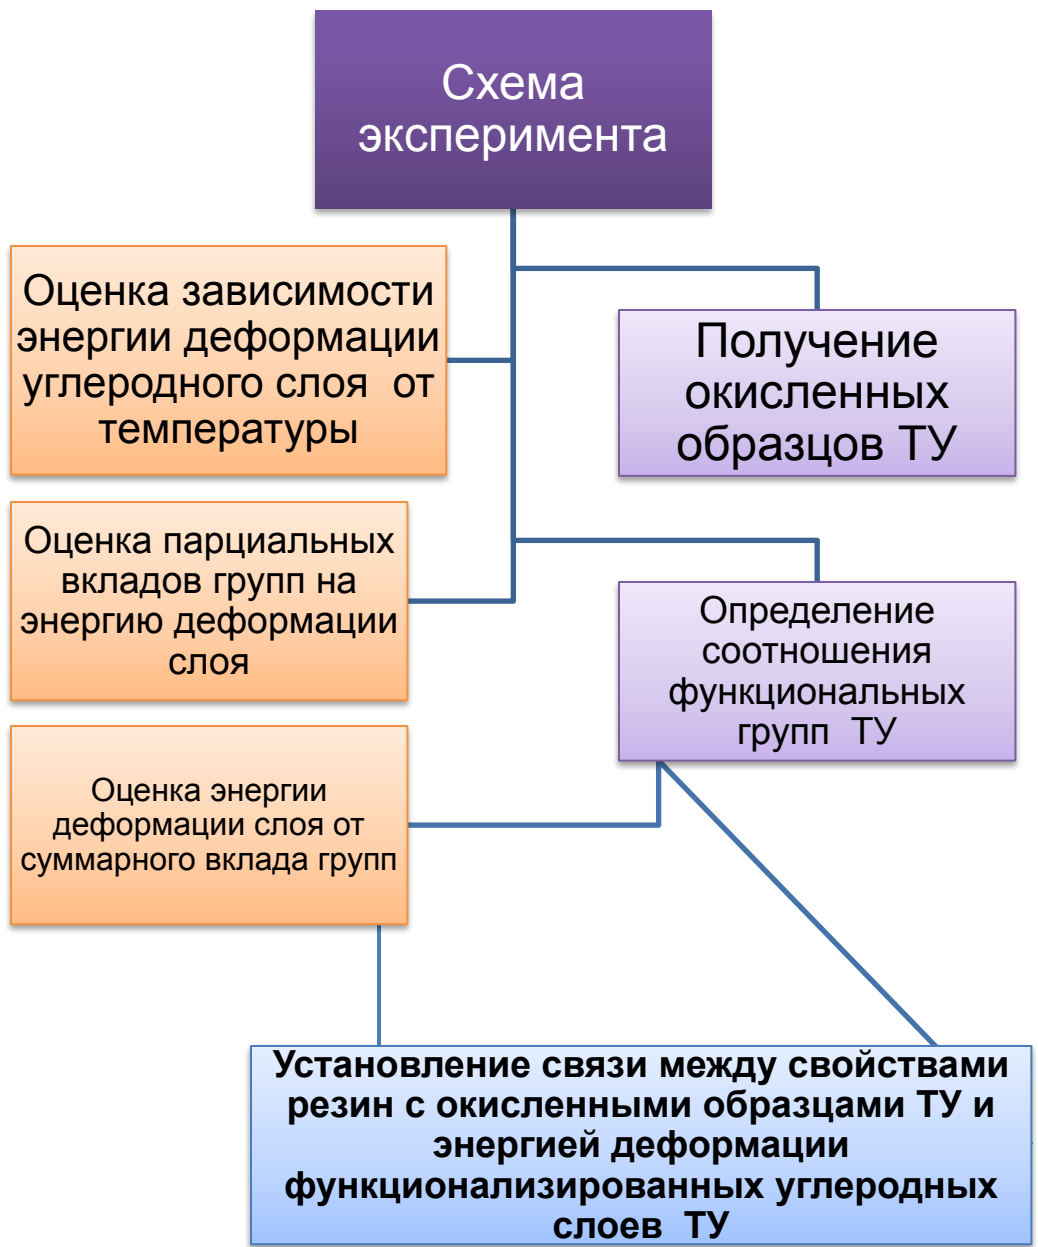 Схема
эксперимента
Оценка зависимости
энергии деформации
углеродного слоя от
температуры
Получение
окисленных
образцов ТУ
Оценка парциальных
вкладов групп на
энергию деформации
слоя
Определение
соотношения
функциональных
групп ТУ
Оценка энергии
деформации слоя от
суммарного вклада групп
Установление связи между свойствами
резин с окисленными образцами ТУ и
энергией деформации
функционализированных углеродных
слоев ТУ